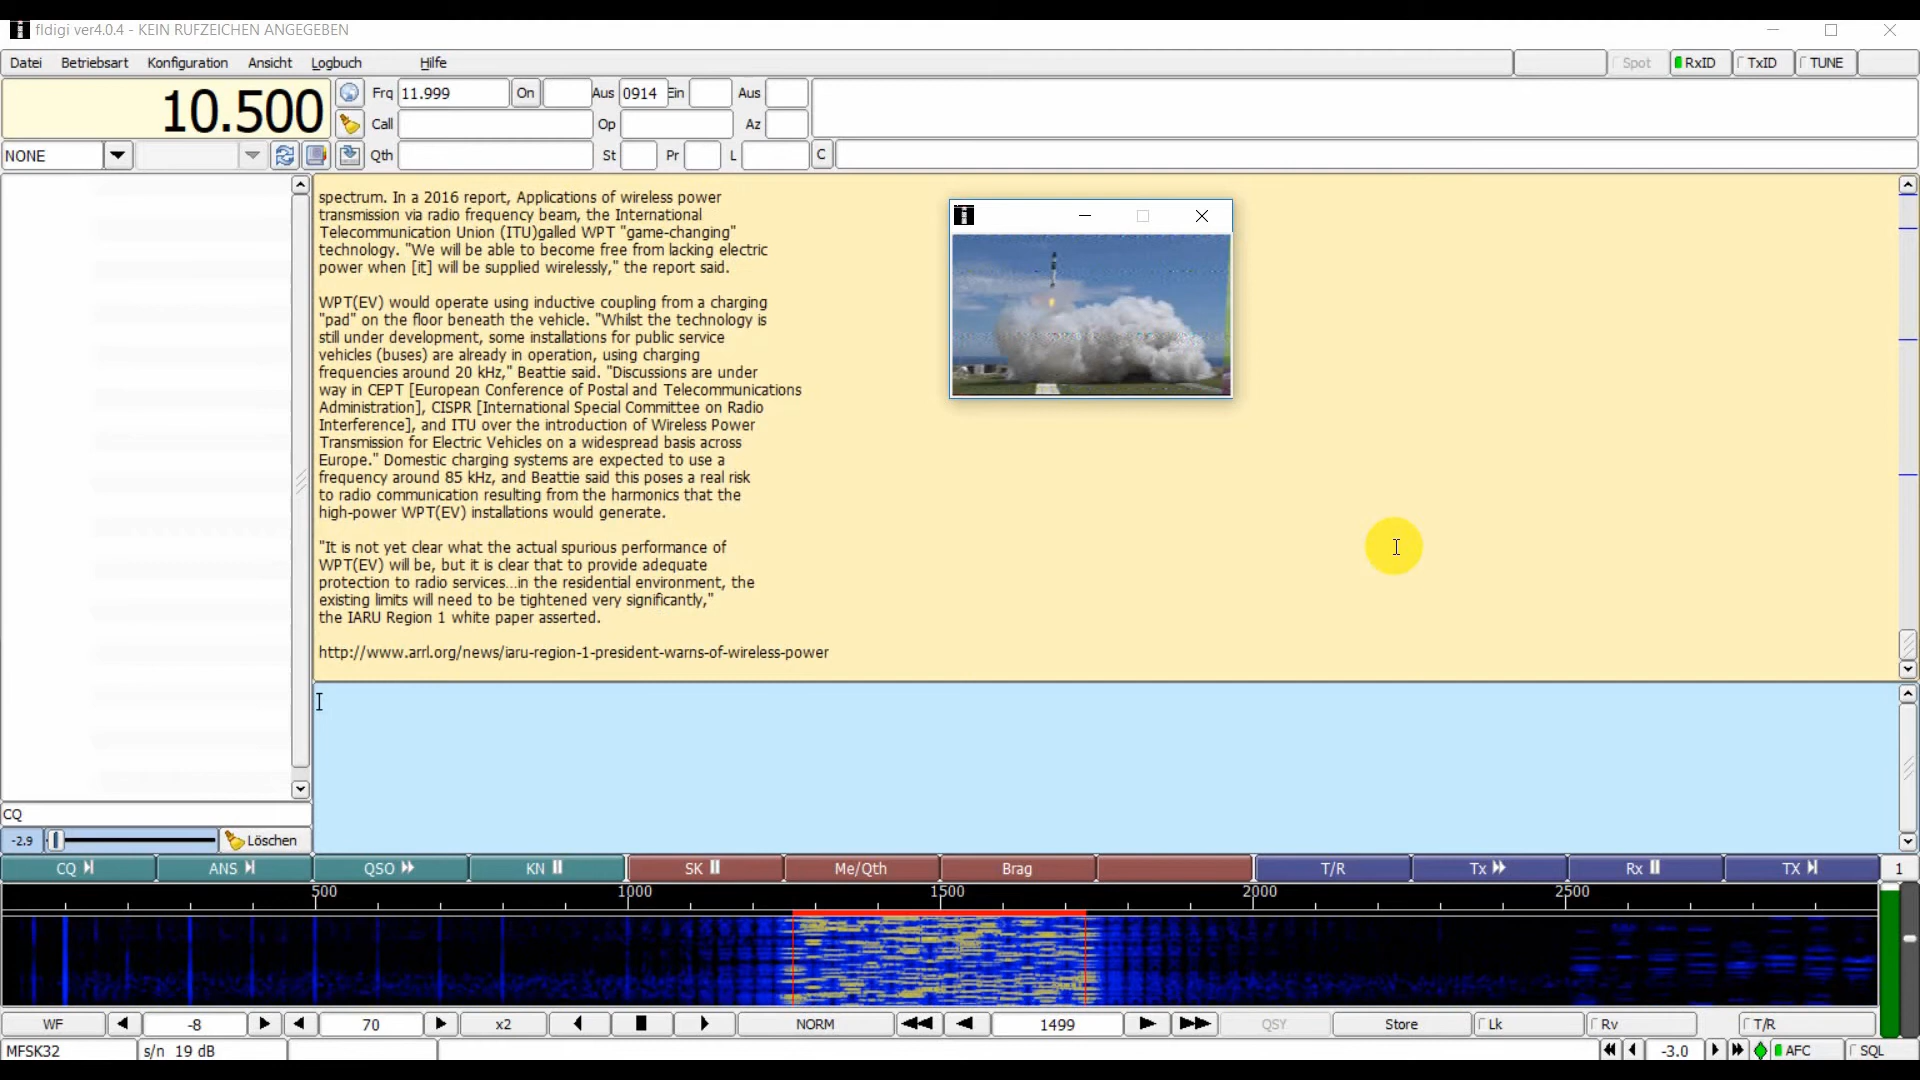 fldigi ver4.0.4 - KEIN RUFZEICHEN ANGEGEBEN
Datei Betriebsart Konfiguration Ansicht Logbuch Hilfe Spot RxID TxID TUNE
10.500 Frq 11.999 On Aus 0914 Ein Aus
Call Op Az
NONE Qth St Pr L C
spectrum. In a 2016 report, Applications of wireless power
transmission via radio frequency beam, the International
Telecommunication Union (ITU)galled WPT "game-changing"
technology. "We will be able to become free from lacking electric
power when [it] will be supplied wirelessly," the report said.
WPT(EV) would operate using inductive coupling from a charging
"pad" on the floor beneath the vehicle. "Whilst the technology is
still under development, some installations for public service
vehicles (buses) are already in operation, using charging
frequencies around 20 kHz," Beattie said. "Discussions are under
way in CEPT [European Conference of Postal and Telecommunications
Administration], CISPR [International Special Committee on Radio
Interference], and ITU over the introduction of Wireless Power
Transmission for Electric Vehicles on a widespread basis across
Europe." Domestic charging systems are expected to use a
frequency around 85 kHz, and Beattie said this poses a real risk
to radio communication resulting from the harmonics that the
high-power WPT(EV) installations would generate.
"It is not yet clear what the actual spurious performance of
WPT(EV) will be, but it is clear that to provide adequate
protection to radio services...in the residential environment, the
existing limits will need to be tightened very significantly,"
the IARU Region 1 white paper asserted.
http://www.arrl.org/news/iaru-region-1-president-warns-of-wireless-power
CQ
-2.9 Löschen
CQ ANS QSO KN SK Me/Qth Brag T/R Tx Rx TX 1
500 1000 1500 2000 2500
WF -8 70 x2 NORM 1499 QSY Store Lk Rv T/R
MFSK32 s/n 19 dB -3.0 AFC SQL